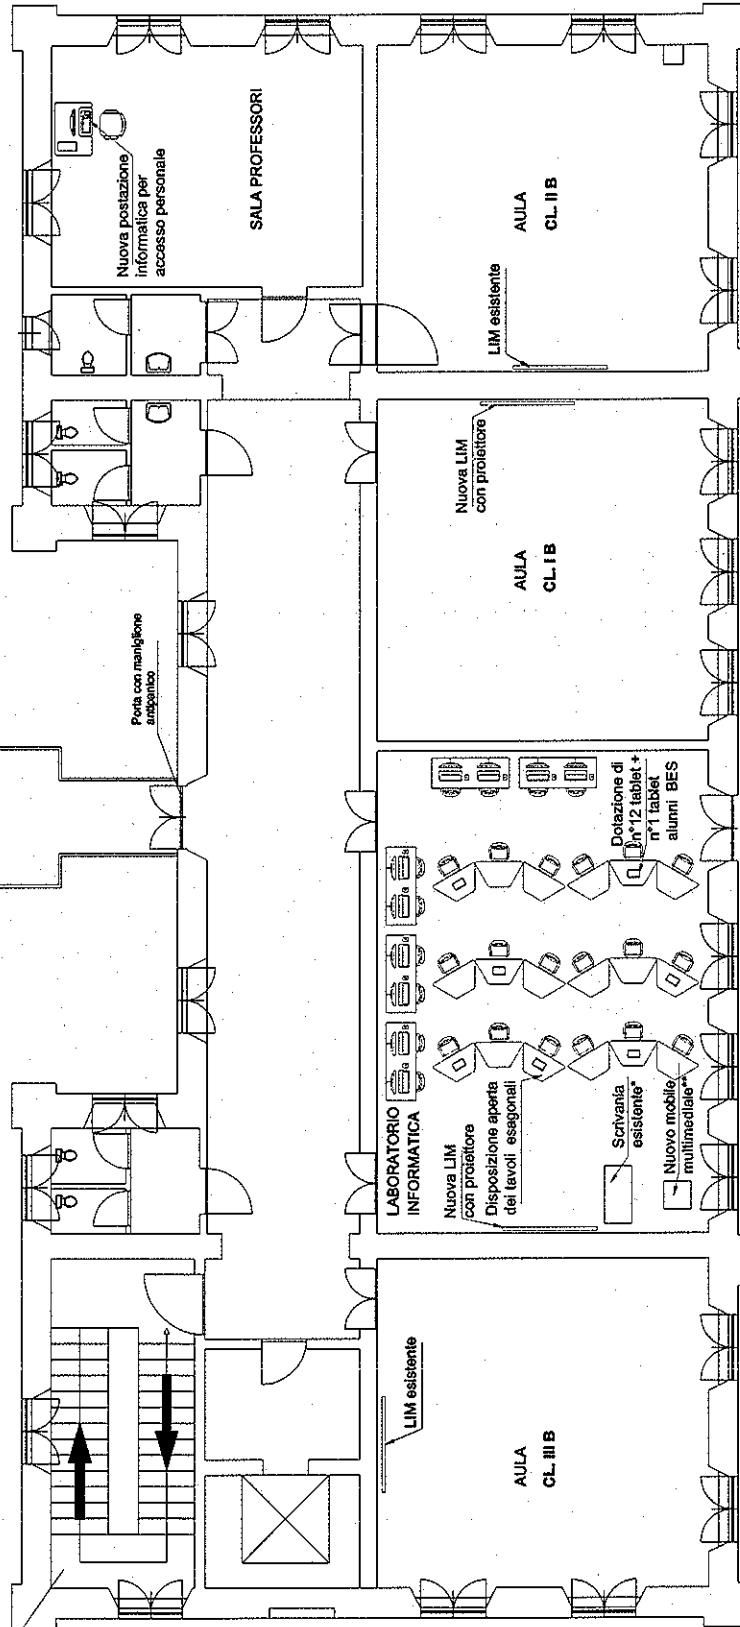 Nuova postazione
informatica per
accesso personale
SALA PROFESSORI
AULA
CL. II B
LIM esistente
Nuova LIM
con proiettore
AULA
CL. I B
Porta con maniglione
antipanico
Dotazione di
n°12 tablet +
n°1 tablet
alunni BES
LABORATORIO
INFORMATICA
Nuova LIM
con proiettore
Disposizione aperta
dei tavoli esagonali
Scrivania
esistente*
Nuovo mobile
multimediale**
LIM esistente
AULA
CL. III B